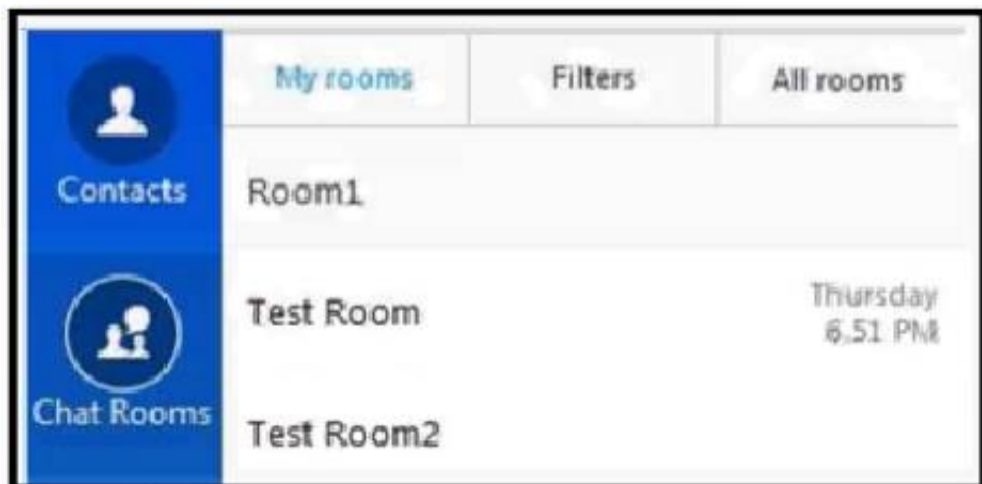 My rooms
Filters
All rooms
Contacts
Room1
Test Room
Thursday
6.51 PM
Chat Rooms
Test Room2